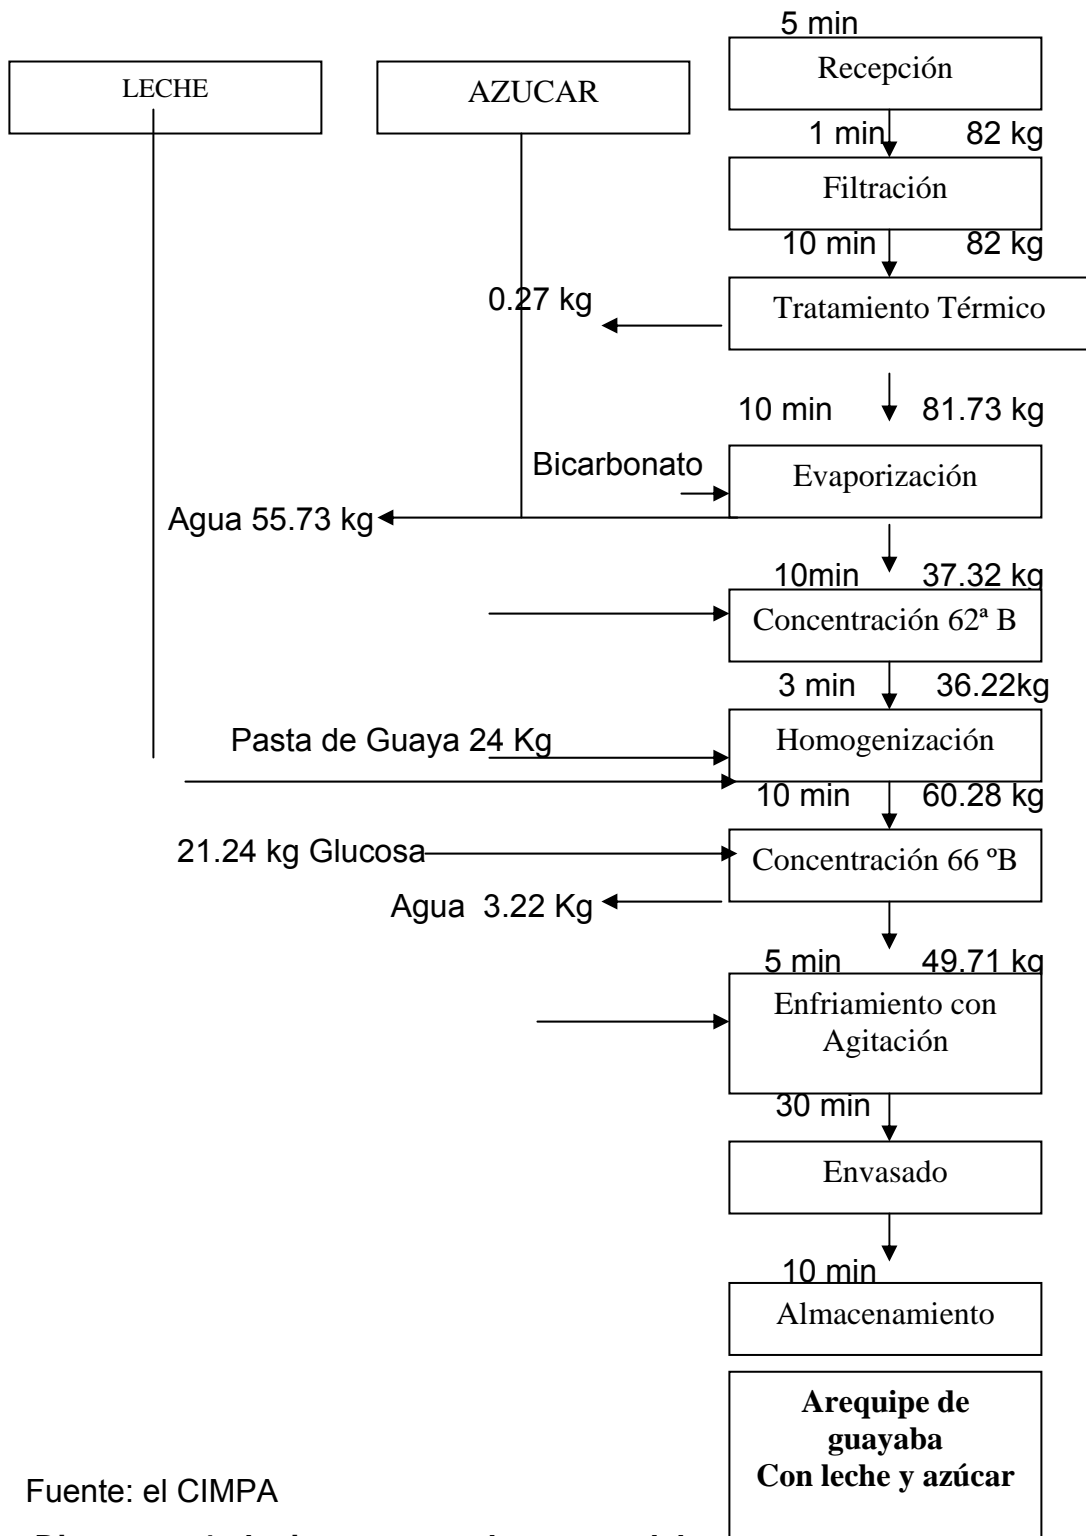 5 min
LECHE
AZUCAR
Recepción
1 min 82 kg
Filtración
10 min 82 kg
0.27 kg
Tratamiento Térmico
10 min 81.73 kg
Bicarbonato
Evaporización
Agua 55.73 kg
10min 37.32 kg
Concentración 62ª B
3 min 36.22kg
Pasta de Guaya 24 Kg
Homogenización
10 min 60.28 kg
21.24 kg Glucosa
Concentración 66 ºB
Agua 3.22 Kg
5 min 49.71 kg
Enfriamiento con
Agitación
30 min
Envasado
10 min
Almacenamiento
Arequipe de
guayaba
Con leche y azúcar
Fuente: el CIMPA